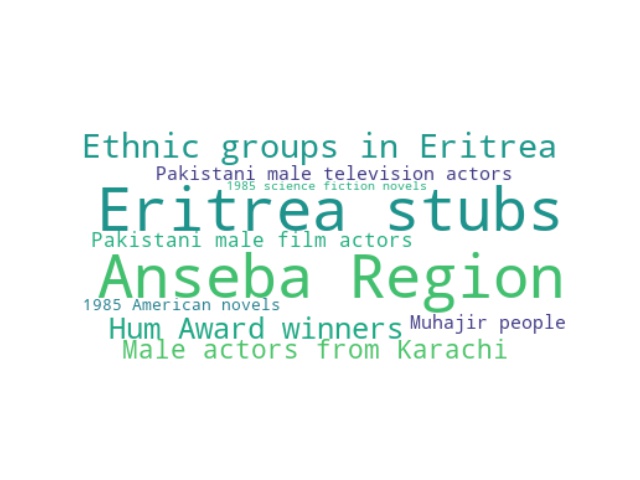 Ethnic groups in Eritrea
Pakistani male television actors
1985 science fiction novels
Eritrea stubs
Pakistani male film actors
Anseba Region
1985 American novels
Hum Award winners
Muhajir people
Male actors from Karachi